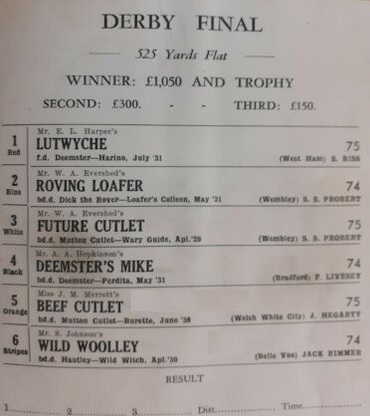 DERBY FINAL
525 Yards Flat
WINNER: £1,050 AND TROPHY
SECOND: £300. - - THIRD: £150.
1 Red Mr. E. L. Harper's
LUTWYCHE 75
f.d. Deemster—Harino, July '31 (West Ham) S. BISS
2 Blue Mr. W. A. Evershed's
ROVING LOAFER 74
bd.d. Dick the Rover—Loafer's Colleen, May '31 (Wembley) S. S. PROBERT
3 White Mr. W. A. Evershed's
FUTURE CUTLET 75
bd.d. Mutton Cutlet—Wary Guide, Apl. '29 (Wembley) S. S. PROBERT
4 Black Mr. A. A. Hopkinson's
DEEMSTER'S MIKE 74
bd.d. Deemster—Perdita, May '31 (Bradford) F. LIVESEY
5 Orange Miss J. M. Merrett's
BEEF CUTLET 75
bd.d. Mutton Cutlet—Burette, June '30 (Welsh White City) J. HEGARTY
6 Stripes Mr. S. Johnson's
WILD WOOLLEY 74
bd.d. Hautley—Wild Witch, Apl. '30 (Belle Vue) JACK RIMMER
RESULT
1 2 3 Dist. Time